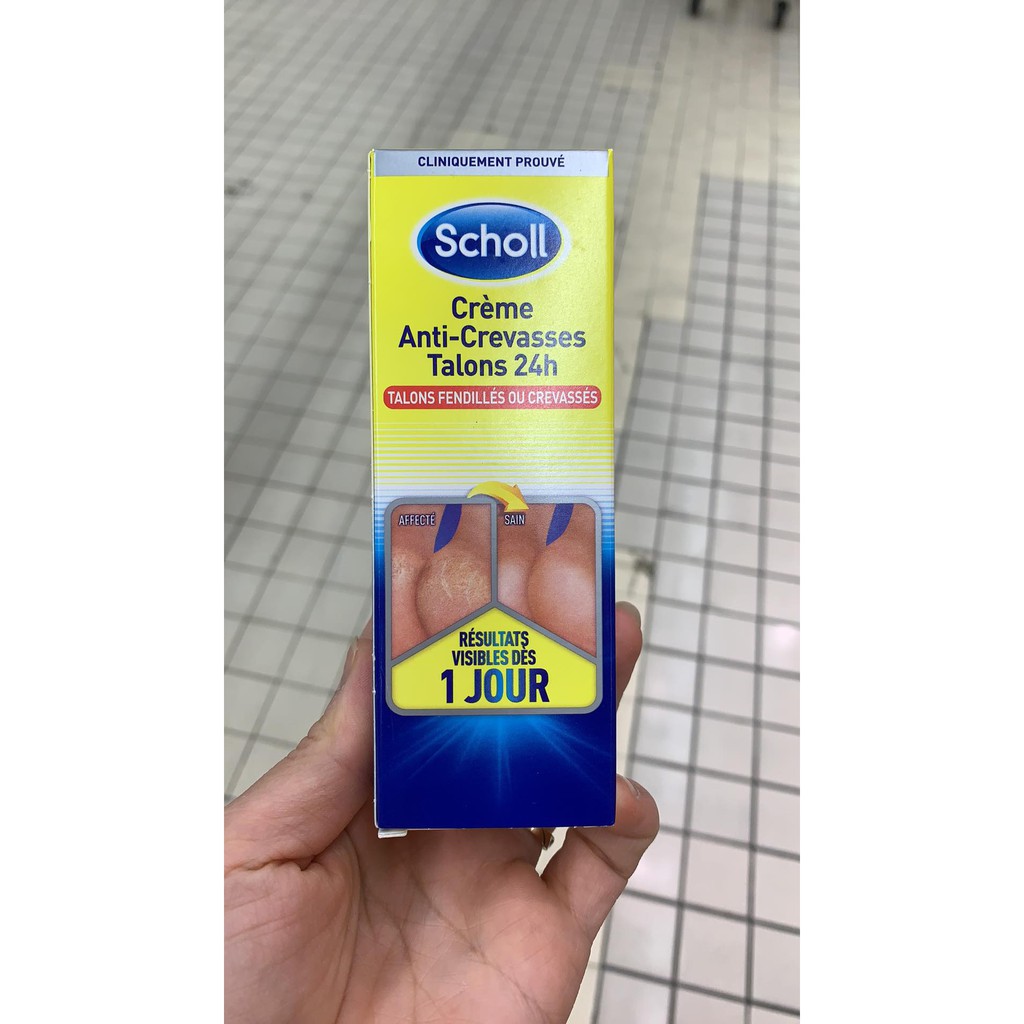 CLINIQUEMENT PROUVÉ
Scholl
Crème
Anti-Crevasses
Talons 24h
TALONS FENDILLÉS OU CREVASSÉS
AFFECTÉ
SAIN
RÉSULTATS
VISIBLES DÈS
1 JOUR